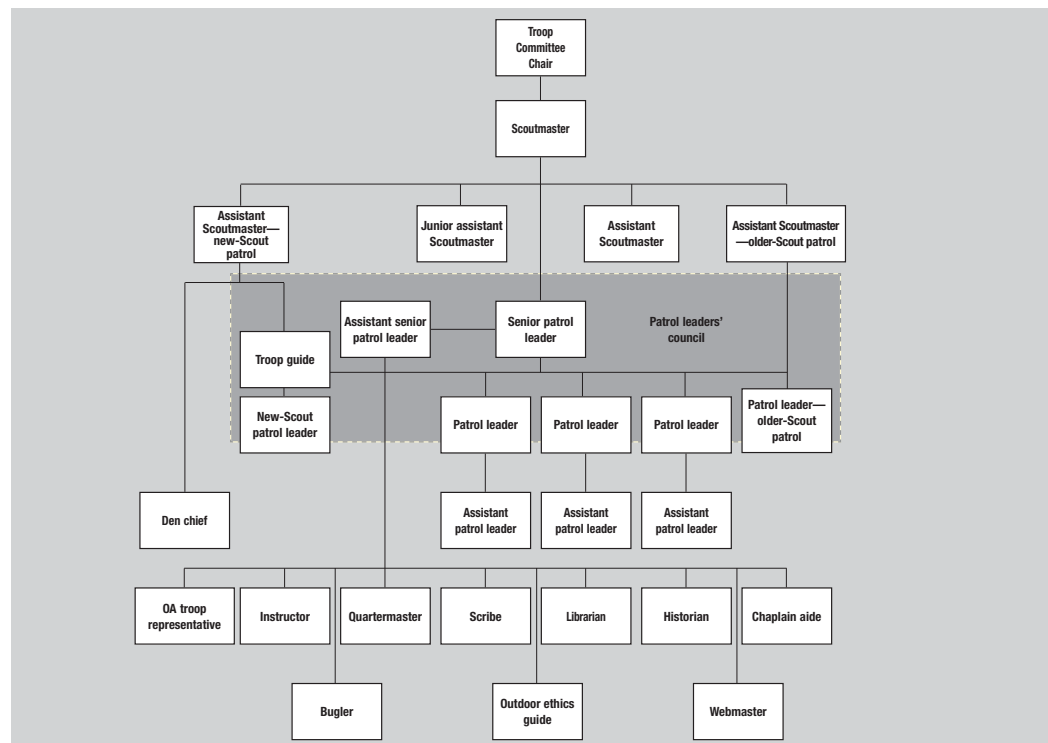 Troop
Committee
Chair
Scoutmaster
Assistant
Scoutmaster—
new-Scout
patrol
Junior assistant
Scoutmaster
Assistant
Scoutmaster
Assistant Scoutmaster
—older-Scout patrol
Assistant senior
patrol leader
Senior patrol
leader
Patrol leaders’
council
Troop guide
New-Scout
patrol leader
Patrol leader
Patrol leader
Patrol leader
Patrol leader—
older-Scout
patrol
Den chief
Assistant
patrol leader
Assistant
patrol leader
Assistant
patrol leader
OA troop
representative
Instructor
Quartermaster
Scribe
Librarian
Historian
Chaplain aide
Bugler
Outdoor ethics
guide
Webmaster